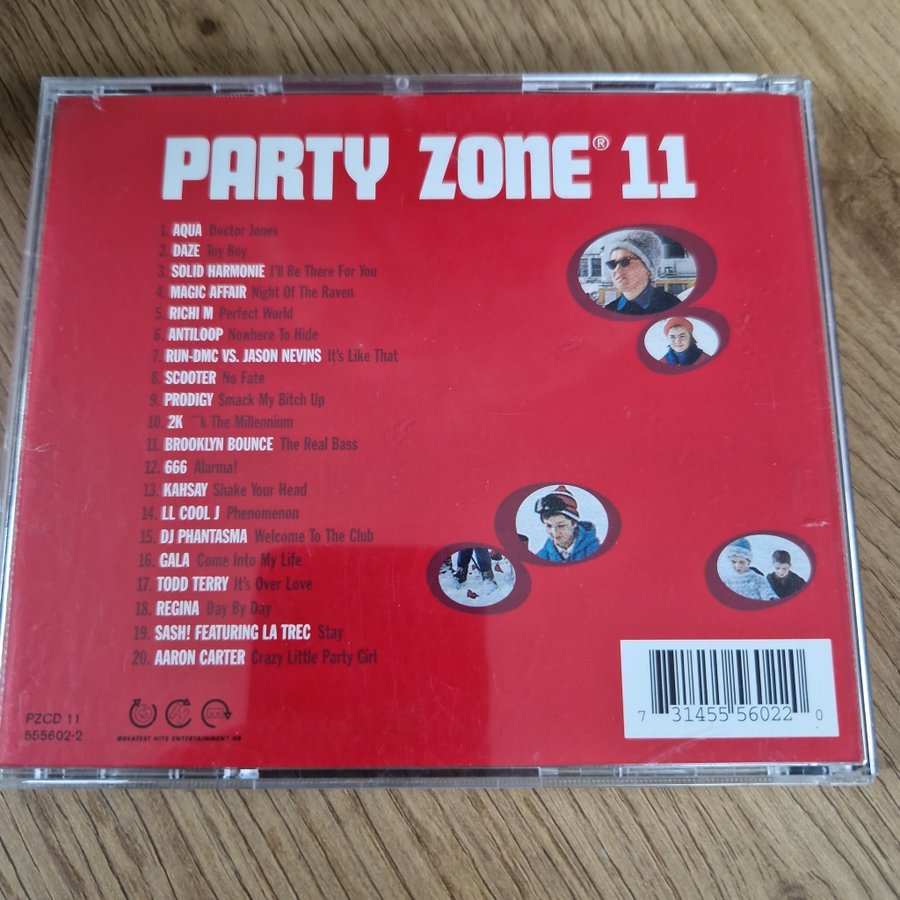 PARTY ZONE® 11
1. AQUA Doctor Jones
2. DAZE Toy Boy
3. SOLID HARMONIE I'll Be There For You
4. MAGIC AFFAIR Night Of The Raven
5. RICHI M Perfect World
6. ANTILOOP Nowhere To Hide
7. RUN-DMC VS. JASON NEVINS It's Like That
8. SCOOTER No Fate
9. PRODIGY Smack My Bitch Up
10. 2K ***k The Millennium
11. BROOKLYN BOUNCE The Real Bass
12. 666 Alarma!
13. KAHSAY Shake Your Head
14. LL COOL J Phenomenon
15. DJ PHANTASMA Welcome To The Club
16. GALA Come Into My Life
17. TODD TERRY It's Over Love
18. REGINA Day By Day
19. SASH! FEATURING LA TREC Stay
20. AARON CARTER Crazy Little Party Girl
PZCD 11
555602-2
GREATEST HITS ENTERTAINMENT HB
7 31455 56022 0